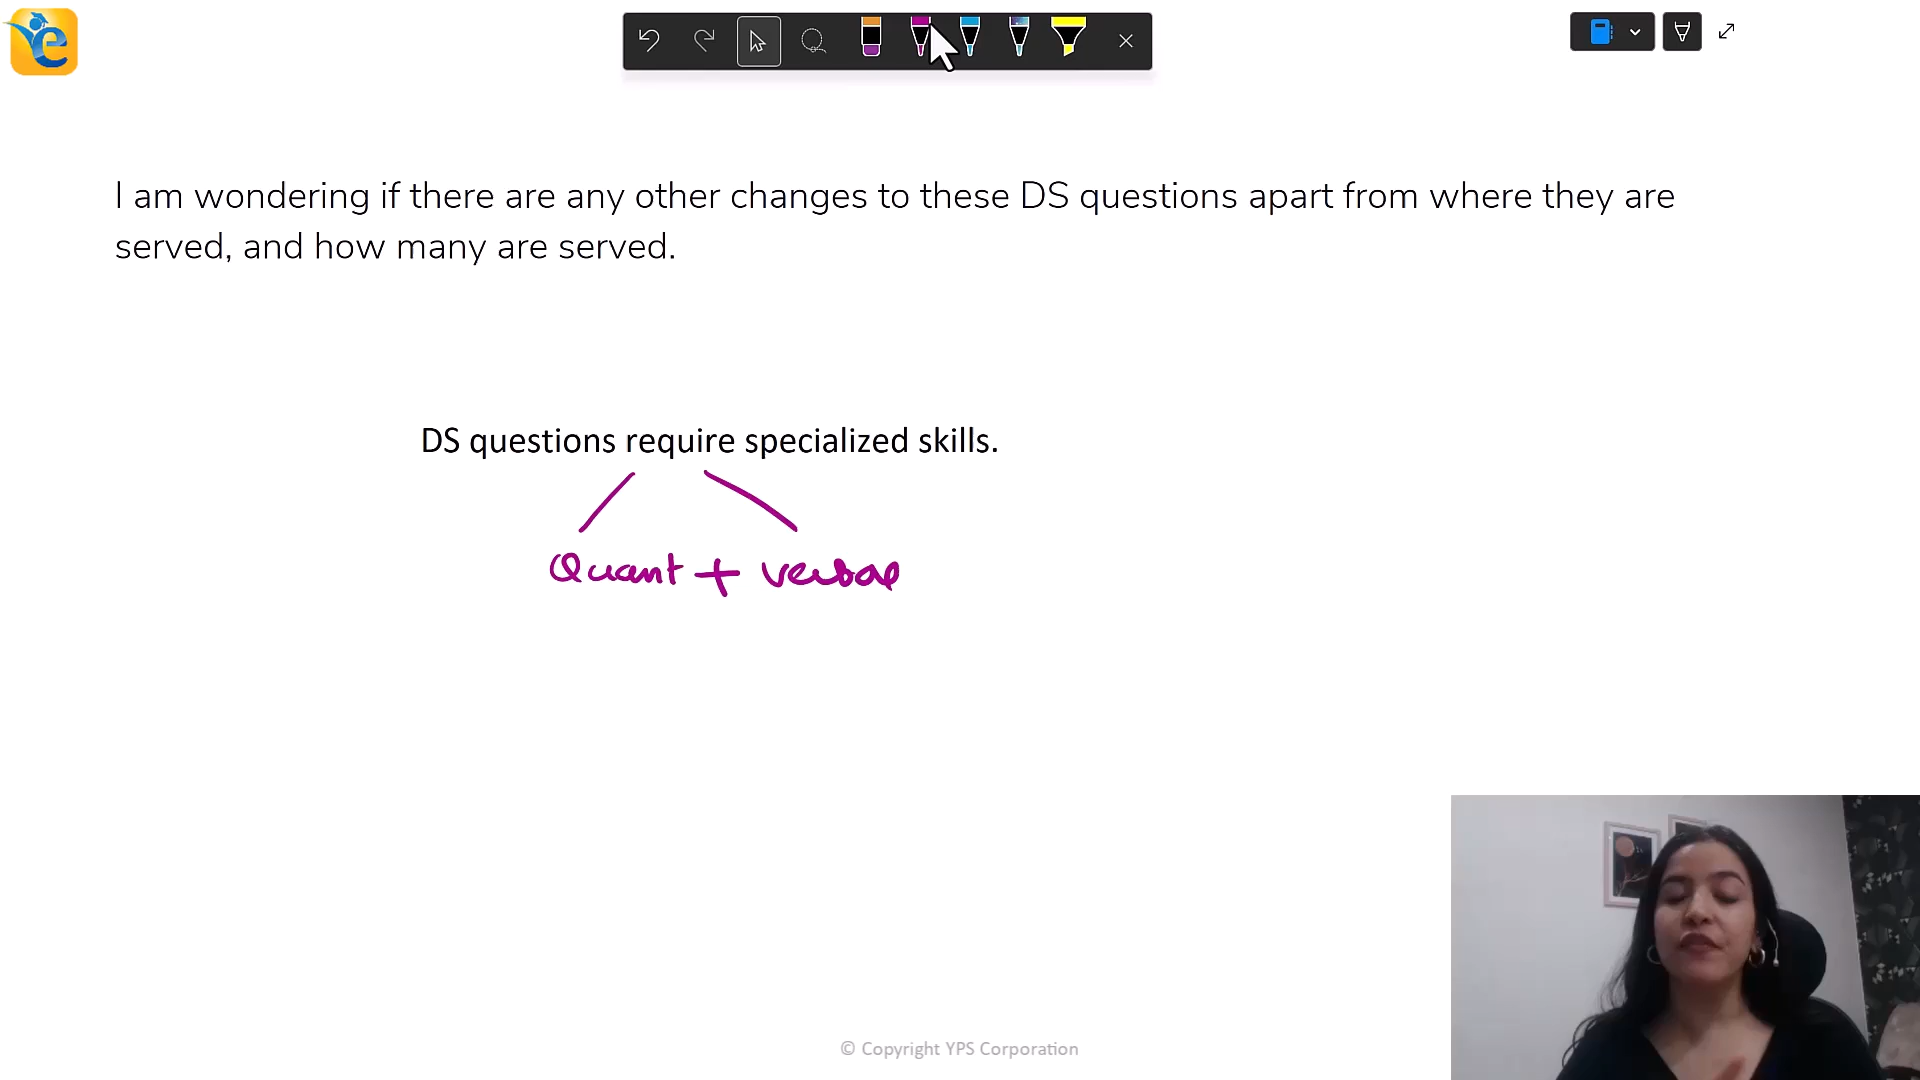 I am wondering if there are any other changes to these DS questions apart from where they are
served, and how many are served.
DS questions require specialized skills.
Quant + verbal
© Copyright YPS Corporation